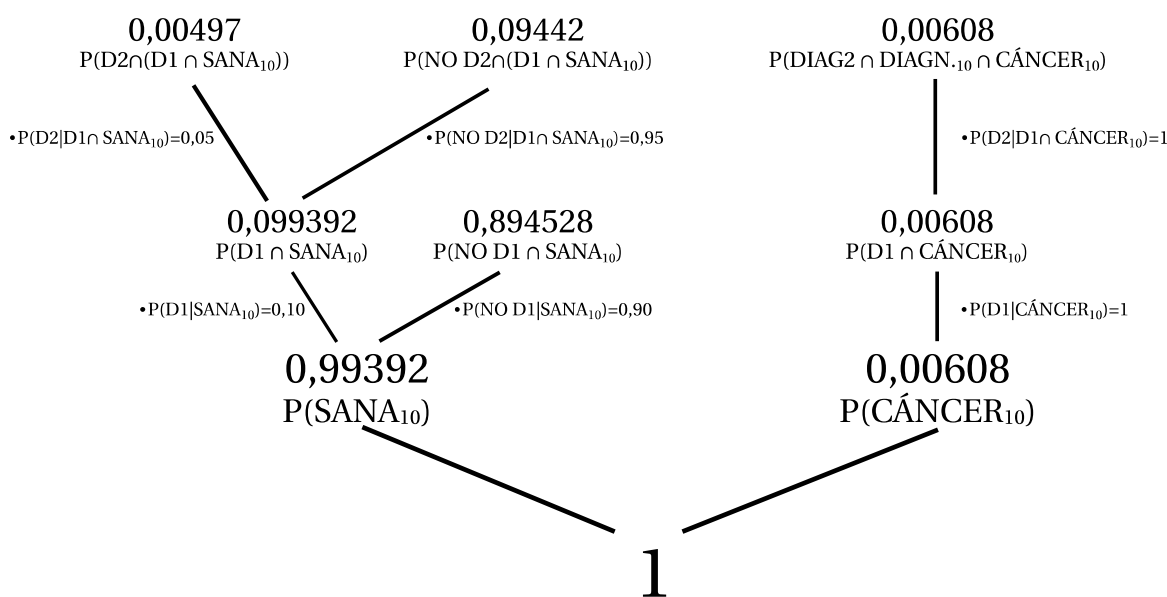 0,00497
P(D2∩(D1 ∩ SANA₁₀))
0,09442
P(NO D2∩(D1 ∩ SANA₁₀))
0,00608
P(DIAG2 ∩ DIAGN.₁₀ ∩ CÁNCER₁₀)
•P(D2|D1∩ SANA₁₀)=0,05
•P(NO D2|D1∩ SANA₁₀)=0,95
•P(D2|D1∩ CÁNCER₁₀)=1
0,099392
P(D1 ∩ SANA₁₀)
0,894528
P(NO D1 ∩ SANA₁₀)
0,00608
P(D1 ∩ CÁNCER₁₀)
•P(D1|SANA₁₀)=0,10
•P(NO D1|SANA₁₀)=0,90
•P(D1|CÁNCER₁₀)=1
0,99392
P(SANA₁₀)
0,00608
P(CÁNCER₁₀)
1